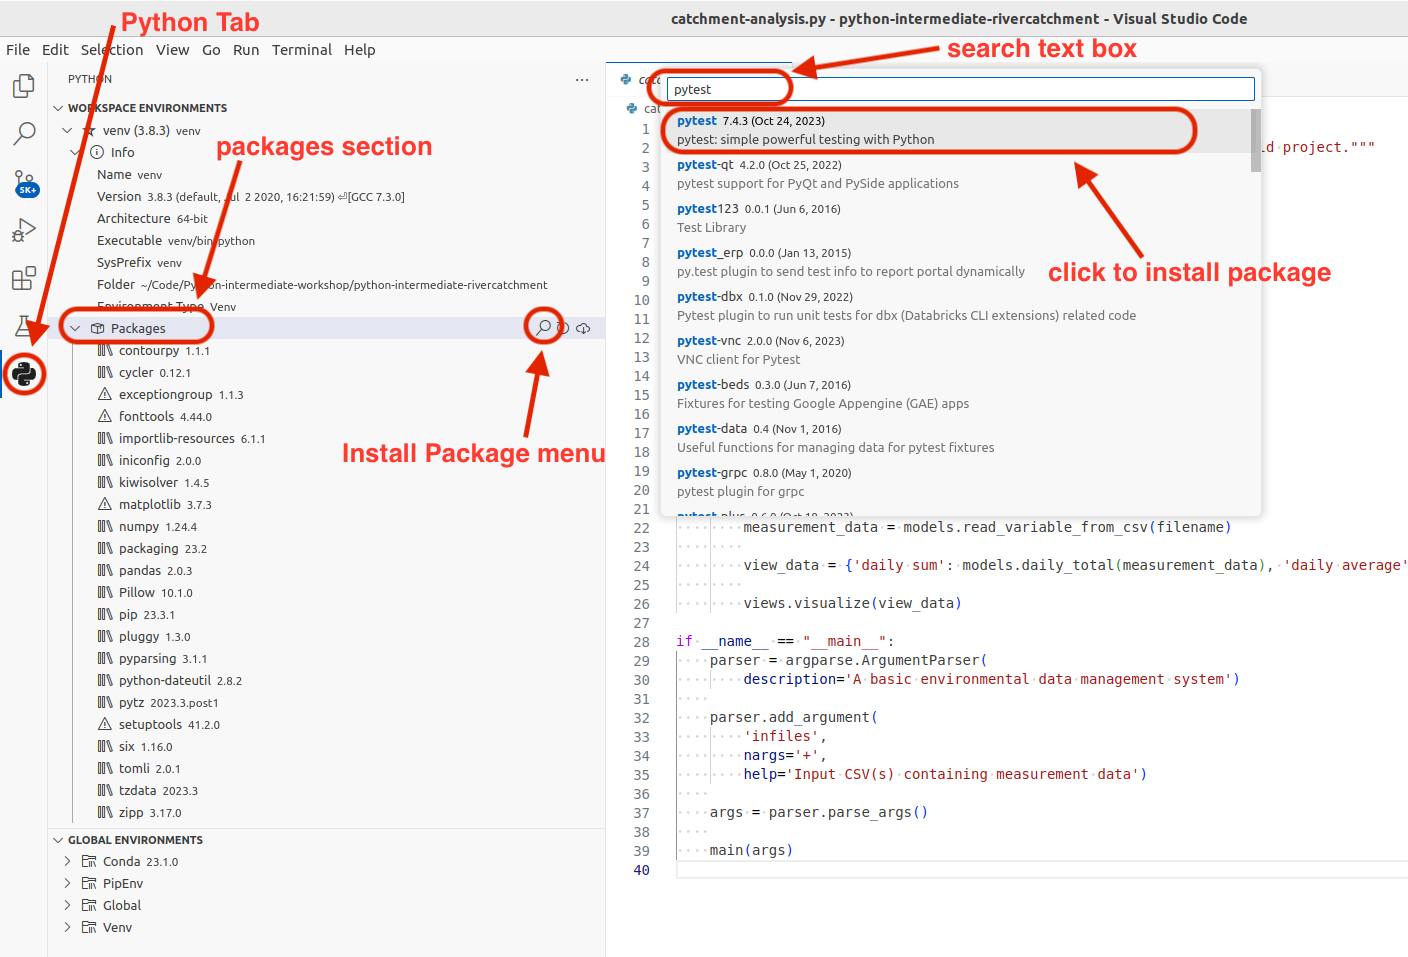 catchment-analysis.py - python-intermediate-rivercatchment - Visual Studio Code
Python Tab
File Edit Selection View Go Run Terminal Help
search text box
PYTHON
WORKSPACE ENVIRONMENTS
venv (3.8.3) venv
packages section
Info
Name venv
Version 3.8.3 (default, Jul 2 2020, 16:21:59) ⏎[GCC 7.3.0]
Architecture 64-bit
Executable venv/bin/python
SysPrefix venv
Folder ~/Code/Python-intermediate-workshop/python-intermediate-rivercatchment
Environment Type Venv
Packages
contourpy 1.1.1
cycler 0.12.1
exceptiongroup 1.1.3
fonttools 4.44.0
importlib-resources 6.1.1
iniconfig 2.0.0
kiwisolver 1.4.5
matplotlib 3.7.3
numpy 1.24.4
packaging 23.2
pandas 2.0.3
Pillow 10.1.0
pip 23.3.1
pluggy 1.3.0
pyparsing 3.1.1
python-dateutil 2.8.2
pytz 2023.3.post1
setuptools 41.2.0
six 1.16.0
tomli 2.0.1
tzdata 2023.3
zipp 3.17.0
Install Package menu
GLOBAL ENVIRONMENTS
Conda 23.1.0
PipEnv
Global
Venv
5K+
pytest
pytest 7.4.3 (Oct 24, 2023)
pytest: simple powerful testing with Python
pytest-qt 4.2.0 (Oct 25, 2022)
pytest support for PyQt and PySide applications
pytest123 0.0.1 (Jun 6, 2016)
Test Library
pytest_erp 0.0.0 (Jan 13, 2015)
py.test plugin to send test info to report portal dynamically
pytest-dbx 0.1.0 (Nov 29, 2022)
Pytest plugin to run unit tests for dbx (Databricks CLI extensions) related code
pytest-vnc 2.0.0 (Nov 6, 2023)
VNC client for Pytest
pytest-beds 0.3.0 (Jun 7, 2016)
Fixtures for testing Google Appengine (GAE) apps
pytest-data 0.4 (Nov 1, 2016)
Useful functions for managing data for pytest fixtures
pytest-grpc 0.8.0 (May 1, 2020)
pytest plugin for grpc
click to install package
1
2 ld project."""
3
4
5
6
7
8
9
10
11
12
13
14
15
16
17
18
19
20
21
22 measurement_data = models.read_variable_from_csv(filename)
23
24 view_data = {'daily sum': models.daily_total(measurement_data), 'daily average'
25
26 views.visualize(view_data)
27
28 if __name__ == "__main__":
29 parser = argparse.ArgumentParser(
30 description='A basic environmental data management system')
31
32 parser.add_argument(
33 'infiles',
34 nargs='+',
35 help='Input CSV(s) containing measurement data')
36
37 args = parser.parse_args()
38
39 main(args)
40